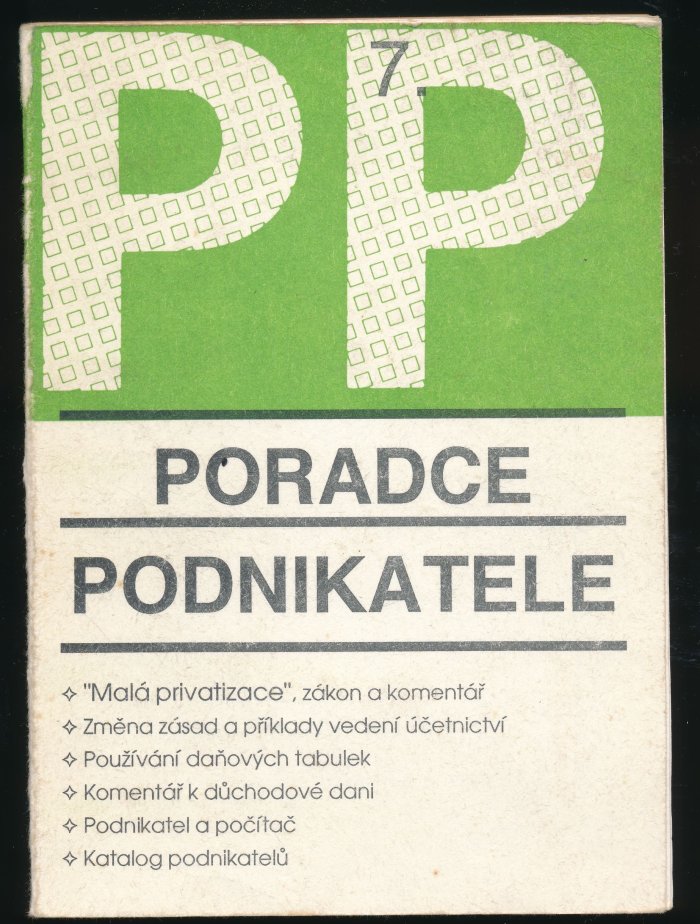 PP
7.
PORADCE
PODNIKATELE
✧ "Malá privatizace", zákon a komentář
✧ Změna zásad a příklady vedení účetnictví
✧ Používání daňových tabulek
✧ Komentář k důchodové dani
✧ Podnikatel a počítač
✧ Katalog podnikatelů